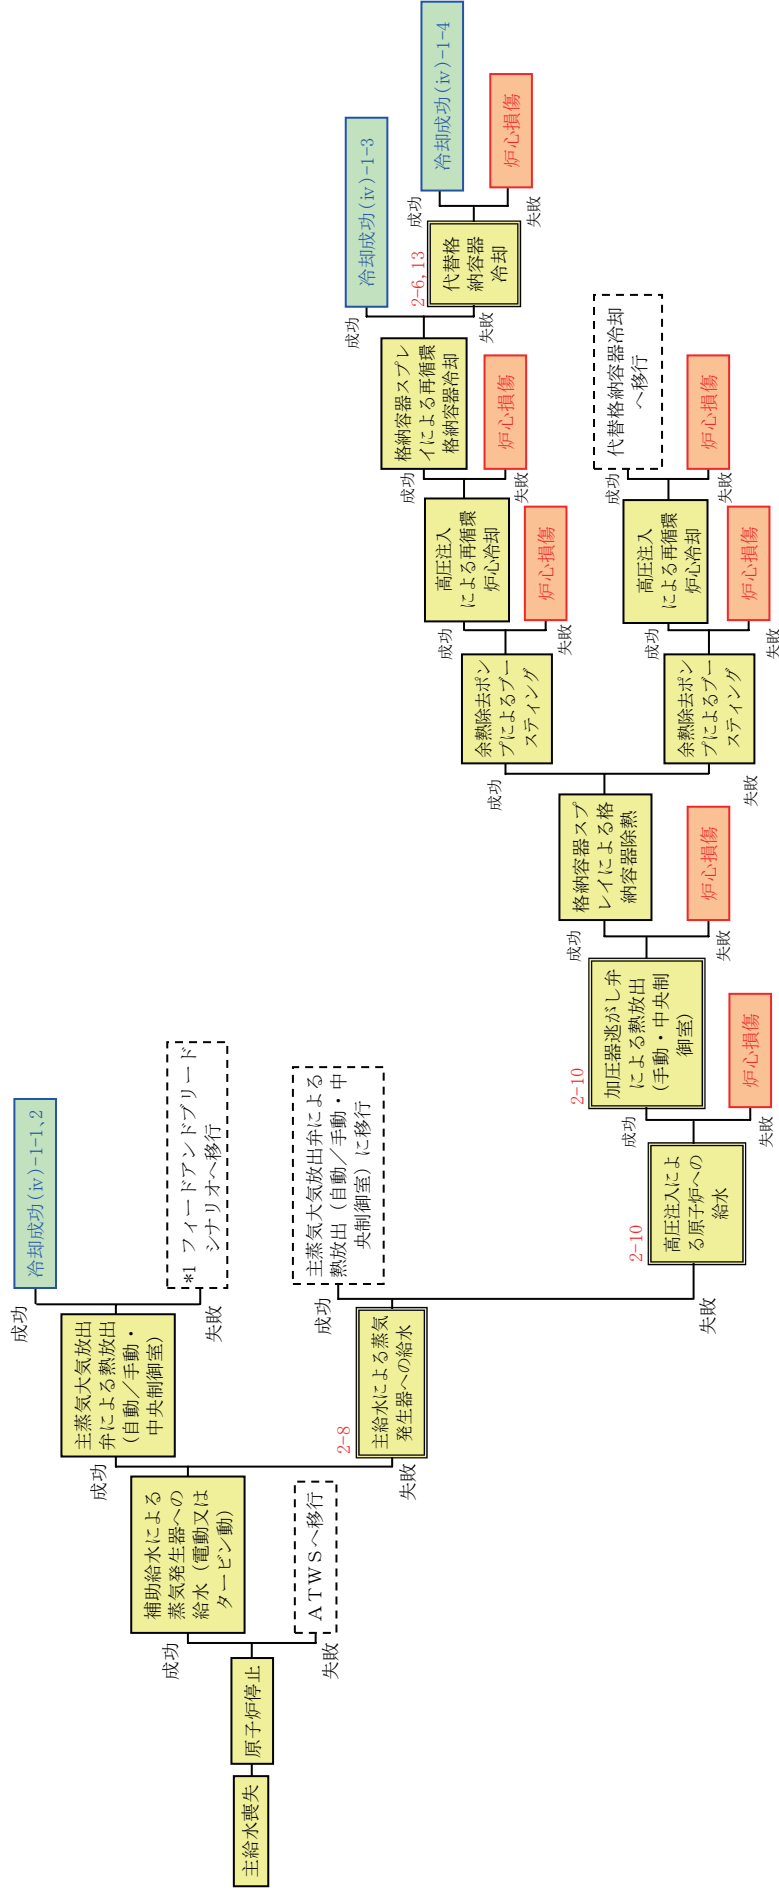 主給水喪失
原子炉停止
成功
失敗
補助給水による
蒸気発生器への
給水（電動又は
タービン動）
ＡＴＷＳへ移行
成功
失敗
主蒸気大気放出
弁による熱放出
（自動／手動・
中央制御室）
成功
失敗
冷却成功(iv)-1-1、2
*1 フィードアンドブリード
シナリオへ移行
2-8
主給水による蒸気
発生器への給水
成功
失敗
主蒸気大気放出弁による
熱放出（自動／手動・中
央制御室）に移行
2-10
高圧注入によ
る原子炉への
給水
成功
失敗
炉心損傷
2-10
加圧器逃がし弁
による熱放出
(手動・中央制
御室)
成功
失敗
炉心損傷
格納容器スプ
レイによる格
納容器除熱
成功
失敗
余熱除去ポン
プによるブー
スティング
成功
失敗
炉心損傷
高圧注入
による再循環
炉心冷却
成功
失敗
炉心損傷
格納容器スプレ
イによる再循環
格納容器冷却
成功
失敗
冷却成功(iv)-1-3
2-6, 13
代替格
納容器
冷却
成功
失敗
冷却成功(iv)-1-4
炉心損傷
余熱除去ポン
プによるブー
スティング
成功
失敗
炉心損傷
高圧注入
による再循環
炉心冷却
成功
失敗
代替格納容器冷却
へ移行
炉心損傷